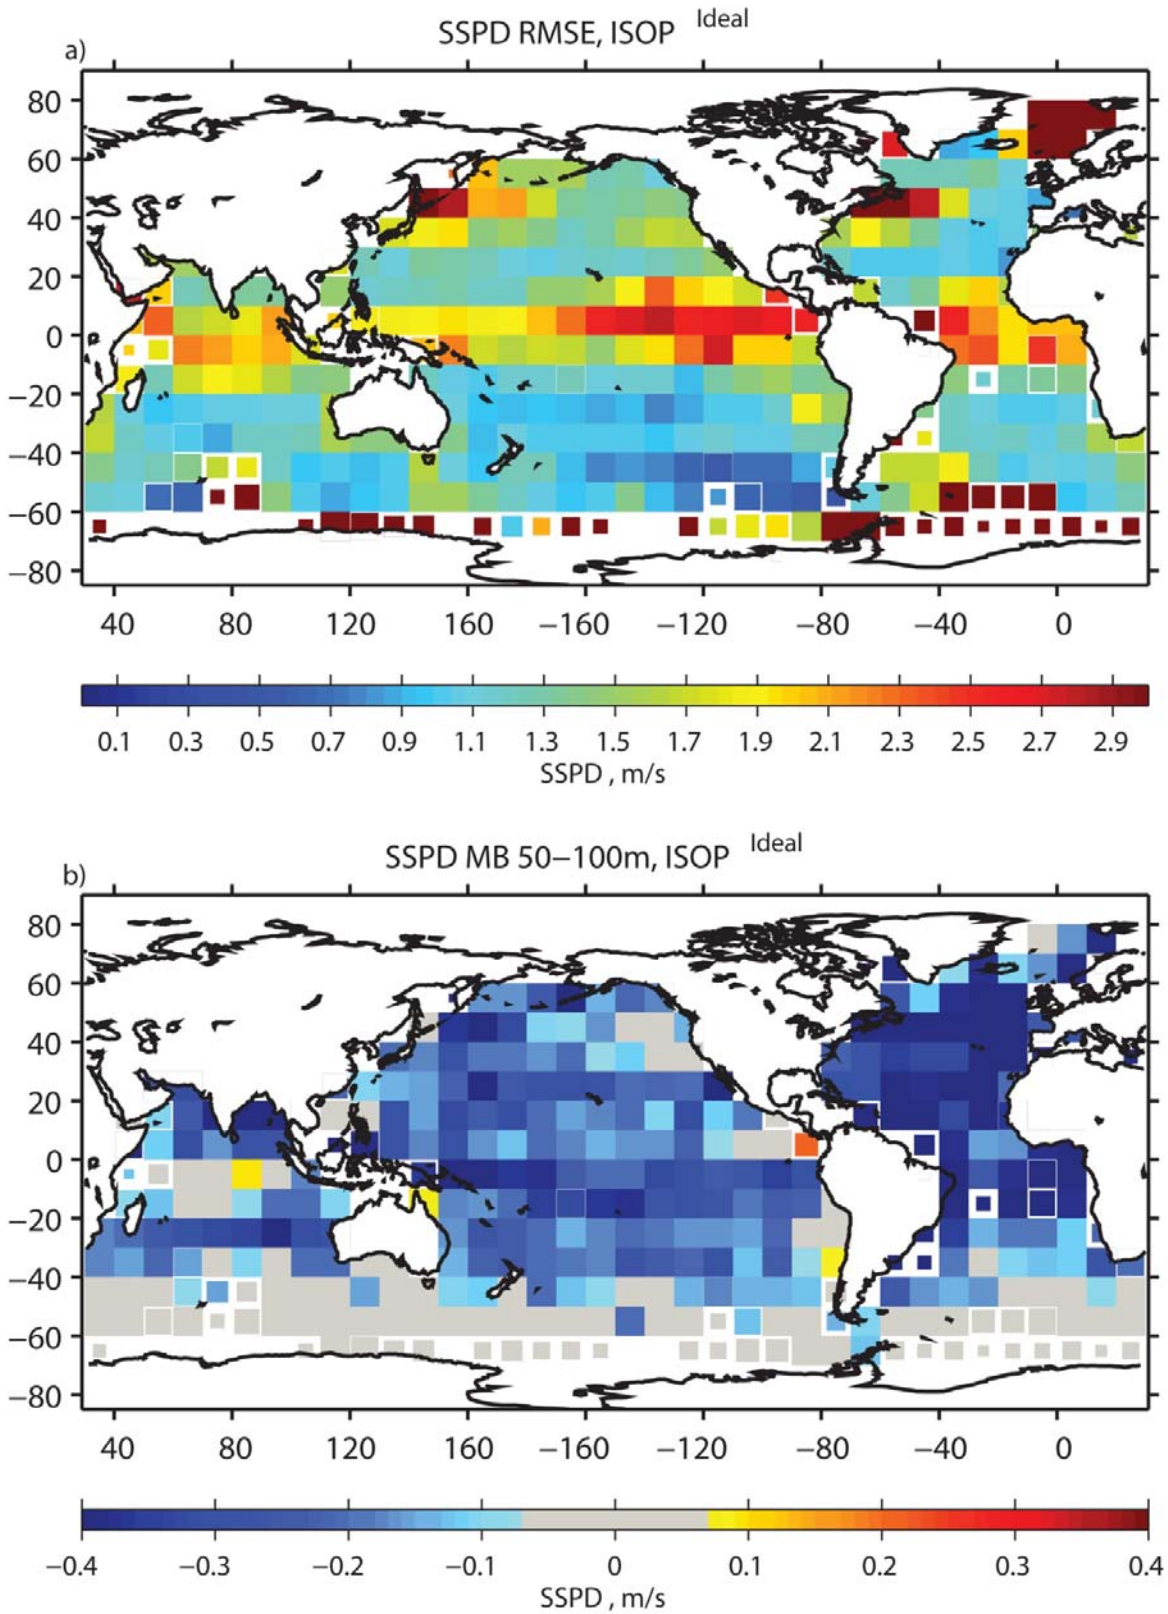 SSPD RMSE, ISOP Ideal
a)
80
60
40
20
0
−20
−40
−60
−80
40 80 120 160 −160 −120 −80 −40 0
0.1 0.3 0.5 0.7 0.9 1.1 1.3 1.5 1.7 1.9 2.1 2.3 2.5 2.7 2.9
SSPD , m/s
SSPD MB 50−100m, ISOP Ideal
b)
80
60
40
20
0
−20
−40
−60
−80
40 80 120 160 −160 −120 −80 −40 0
−0.4 −0.3 −0.2 −0.1 0 0.1 0.2 0.3 0.4
SSPD , m/s